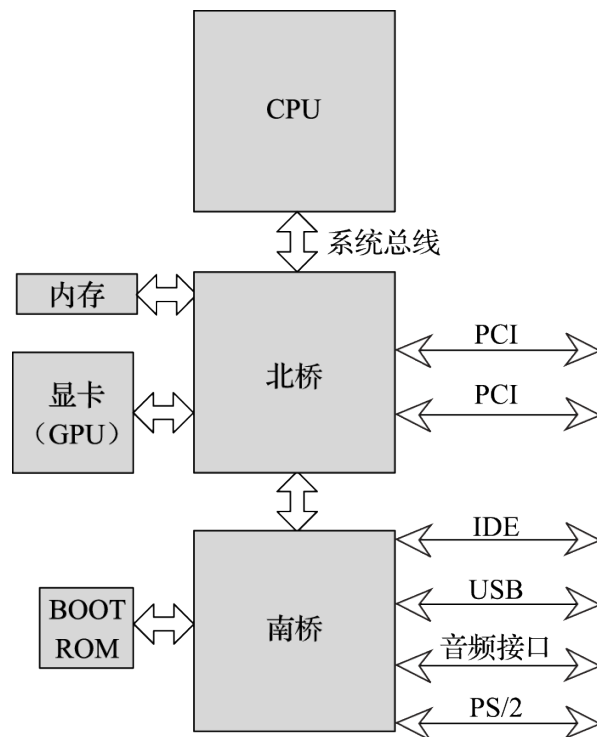 CPU
系统总线
内存
北桥
PCI
显卡
(GPU)
PCI
IDE
BOOT
ROM
南桥
USB
音频接口
PS/2